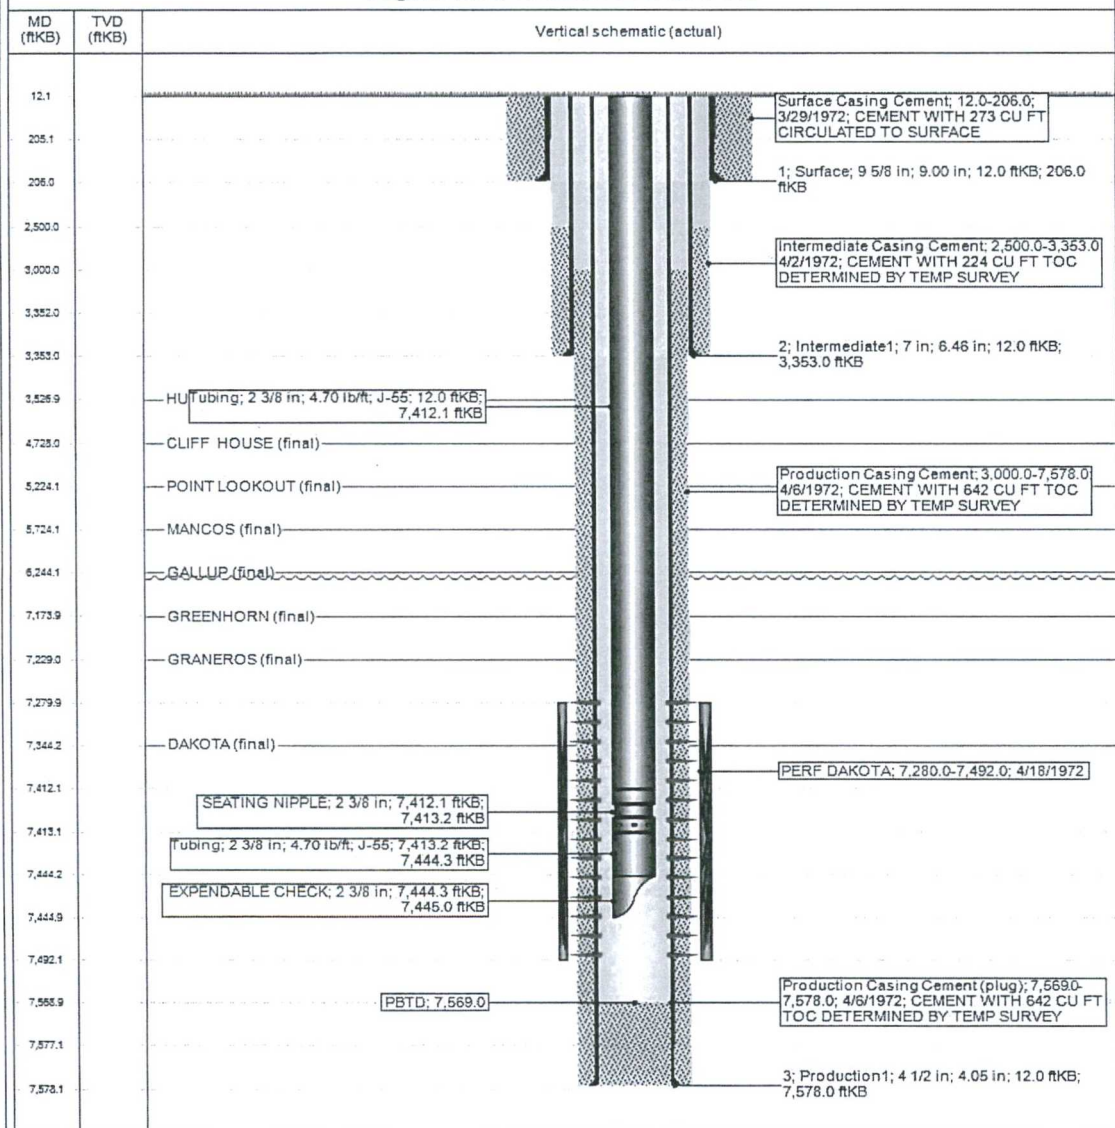 MD
(ftKB)
TVD
(ftKB)
Vertical schematic (actual)
12.1
205.1
206.0
2,500.0
3,000.0
3,352.0
3,353.0
3,526.9
4,728.0
5,224.1
5,724.1
6,244.1
7,173.9
7,229.0
7,279.9
7,344.2
7,412.1
7,413.1
7,444.2
7,444.9
7,492.1
7,568.9
7,577.1
7,578.1
HU
Tubing; 2 3/8 in; 4.70 lb/ft; J-55; 12.0 ftKB;
7,412.1 ftKB
CLIFF HOUSE (final)
POINT LOOKOUT (final)
MANCOS (final)
GALLUP (final)
GREENHORN (final)
GRANEROS (final)
DAKOTA (final)
SEATING NIPPLE; 2 3/8 in; 7,412.1 ftKB;
7,413.2 ftKB
Tubing; 2 3/8 in; 4.70 lb/ft; J-55; 7,413.2 ftKB;
7,444.3 ftKB
EXPENDABLE CHECK; 2 3/8 in; 7,444.3 ftKB;
7,445.0 ftKB
PBTD; 7,569.0
Surface Casing Cement; 12.0-206.0;
3/29/1972; CEMENT WITH 273 CU FT
CIRCULATED TO SURFACE
1; Surface; 9 5/8 in; 9.00 in; 12.0 ftKB; 206.0
ftKB
Intermediate Casing Cement; 2,500.0-3,353.0
4/2/1972; CEMENT WITH 224 CU FT TOC
DETERMINED BY TEMP SURVEY
2; Intermediate1; 7 in; 6.46 in; 12.0 ftKB;
3,353.0 ftKB
Production Casing Cement; 3,000.0-7,578.0;
4/6/1972; CEMENT WITH 642 CU FT TOC
DETERMINED BY TEMP SURVEY
PERF DAKOTA; 7,280.0-7,492.0; 4/18/1972
Production Casing Cement (plug); 7,569.0-
7,578.0; 4/6/1972; CEMENT WITH 642 CU FT
TOC DETERMINED BY TEMP SURVEY
3; Production1; 4 1/2 in; 4.05 in; 12.0 ftKB;
7,578.0 ftKB